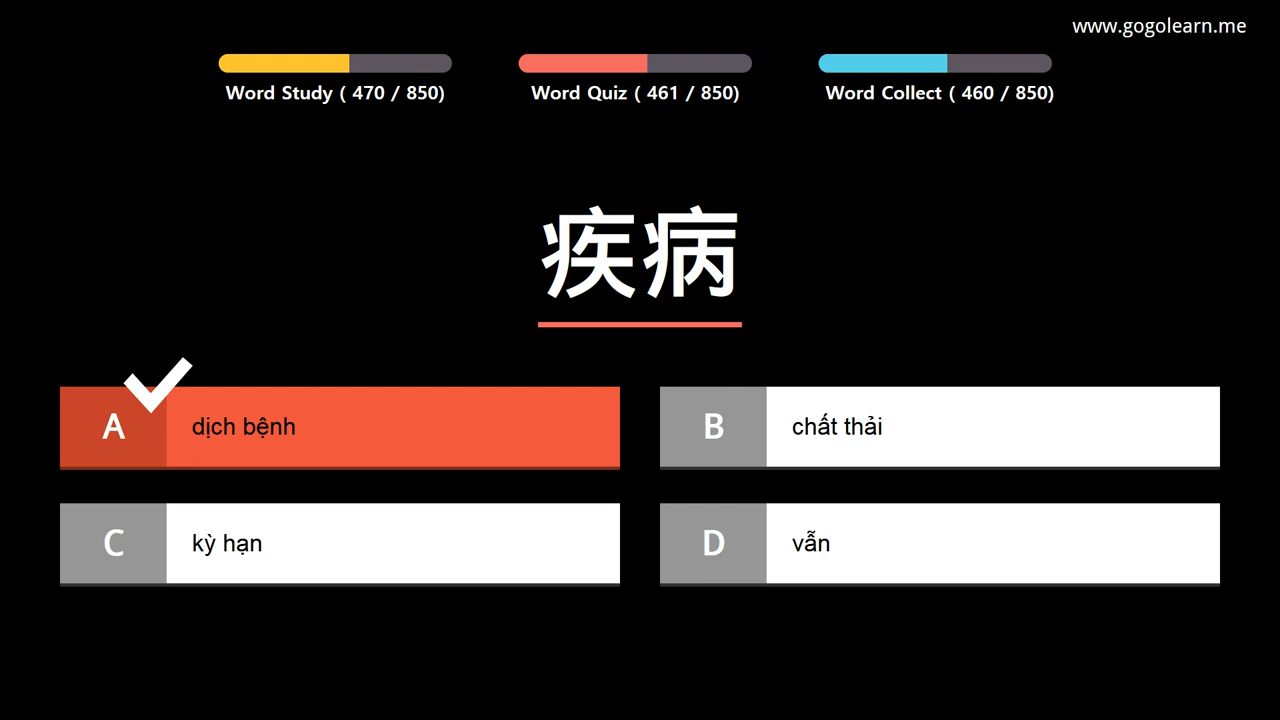 www.gogolearn.me
Word Study ( 470 / 850)
Word Quiz ( 461 / 850)
Word Collect ( 460 / 850)
疾病
A dịch bệnh
B chất thải
C kỳ hạn
D vẫn